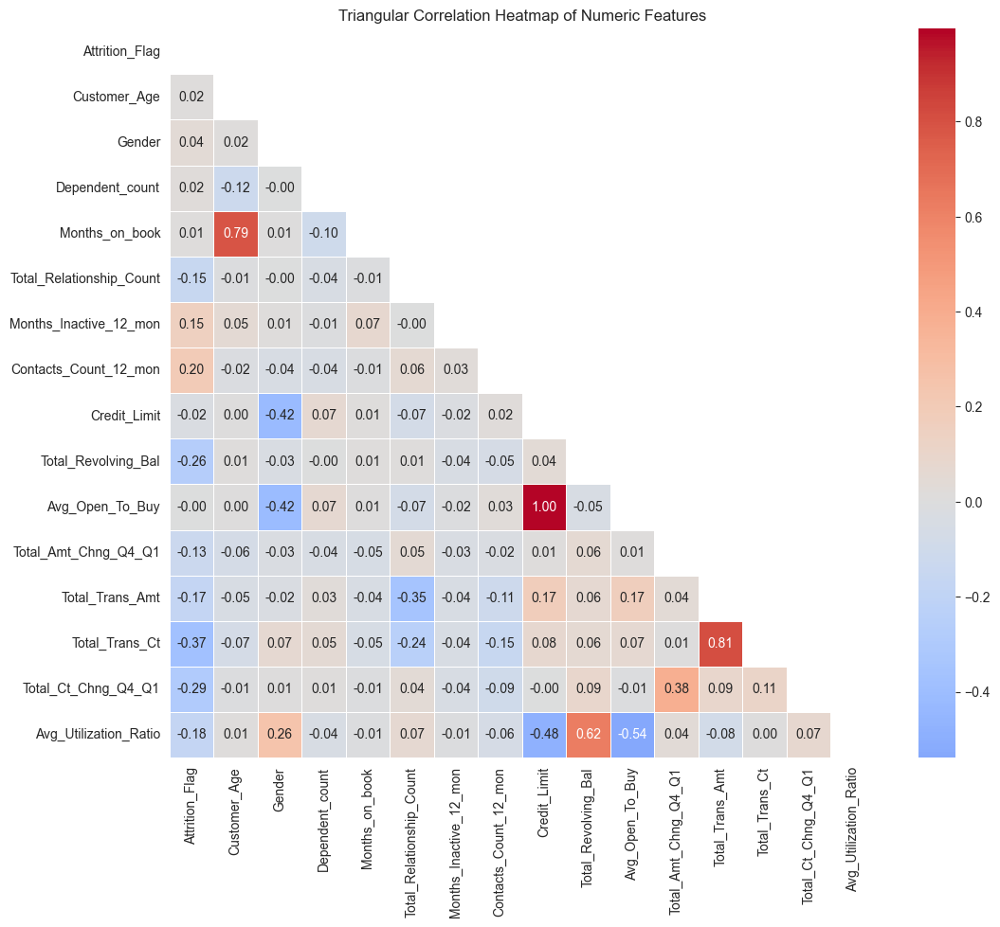 Triangular Correlation Heatmap of Numeric Features
Attrition_Flag
Customer_Age 0.02
Gender 0.04 0.02
Dependent_count 0.02 -0.12 -0.00
Months_on_book 0.01 0.79 0.01 -0.10
Total_Relationship_Count -0.15 -0.01 -0.00 -0.04 -0.01
Months_Inactive_12_mon 0.15 0.05 0.01 -0.01 0.07 -0.00
Contacts_Count_12_mon 0.20 -0.02 -0.04 -0.04 -0.01 0.06 0.03
Credit_Limit -0.02 0.00 -0.42 0.07 0.01 -0.07 -0.02 0.02
Total_Revolving_Bal -0.26 0.01 -0.03 -0.00 0.01 0.01 -0.04 -0.05 0.04
Avg_Open_To_Buy -0.00 0.00 -0.42 0.07 0.01 -0.07 -0.02 0.03 1.00 -0.05
Total_Amt_Chng_Q4_Q1 -0.13 -0.06 -0.03 -0.04 -0.05 0.05 -0.03 -0.02 0.01 0.06 0.01
Total_Trans_Amt -0.17 -0.05 -0.02 0.03 -0.04 -0.35 -0.04 -0.11 0.17 0.06 0.17 0.04
Total_Trans_Ct -0.37 -0.07 0.07 0.05 -0.05 -0.24 -0.04 -0.15 0.08 0.06 0.07 0.01 0.81
Total_Ct_Chng_Q4_Q1 -0.29 -0.01 0.01 0.01 -0.01 0.04 -0.04 -0.09 -0.00 0.09 -0.01 0.38 0.09 0.11
Avg_Utilization_Ratio -0.18 0.01 0.26 -0.04 -0.01 0.07 -0.01 -0.06 -0.48 0.62 -0.54 0.04 -0.08 0.00 0.07
Attrition_Flag
Customer_Age
Gender
Dependent_count
Months_on_book
Total_Relationship_Count
Months_Inactive_12_mon
Contacts_Count_12_mon
Credit_Limit
Total_Revolving_Bal
Avg_Open_To_Buy
Total_Amt_Chng_Q4_Q1
Total_Trans_Amt
Total_Trans_Ct
Total_Ct_Chng_Q4_Q1
Avg_Utilization_Ratio
0.8
0.6
0.4
0.2
0.0
−0.2
−0.4